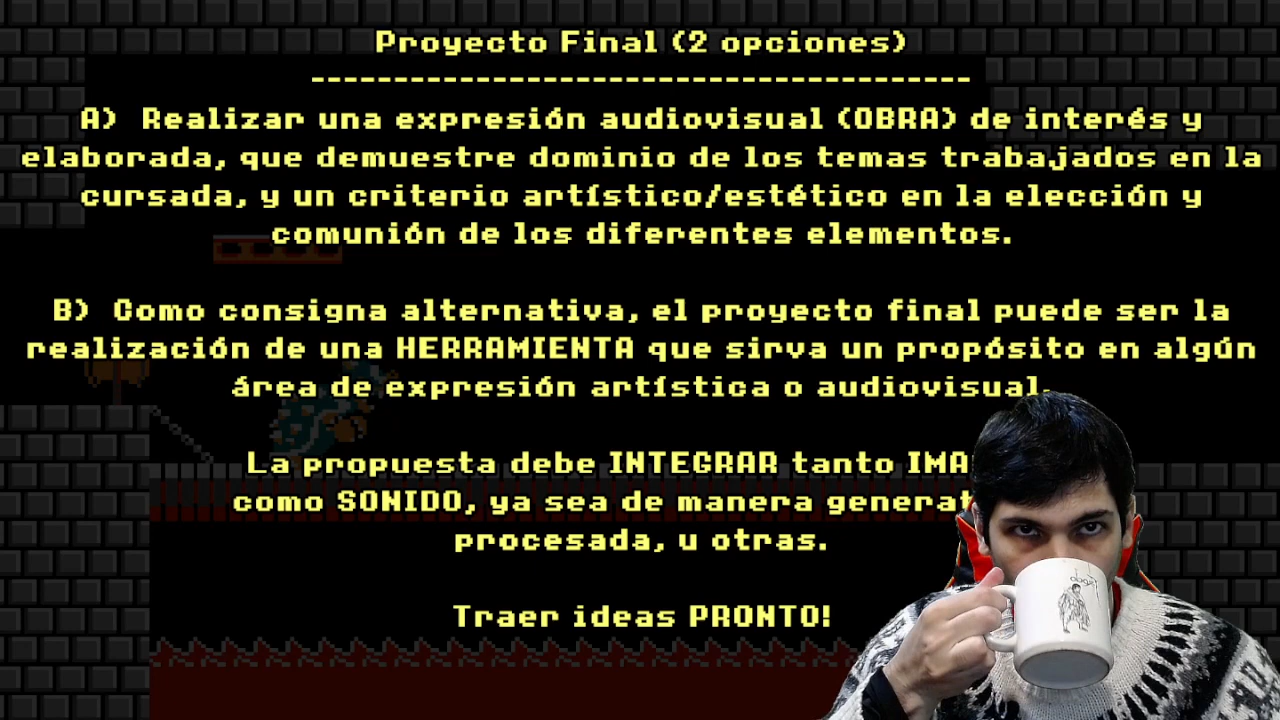 Proyecto Final (2 opciones)
----------------------------------------
A) Realizar una expresión audiovisual (OBRA) de interés y
elaborada, que demuestre dominio de los temas trabajados en la
cursada, y un criterio artístico/estético en la elección y
comunión de los diferentes elementos.
B) Como consigna alternativa, el proyecto final puede ser la
realización de una HERRAMIENTA que sirva un propósito en algún
área de expresión artística o audiovisual.
La propuesta debe INTEGRAR tanto IMA
como SONIDO, ya sea de manera generat
procesada, u otras.
Traer ideas PRONTO!